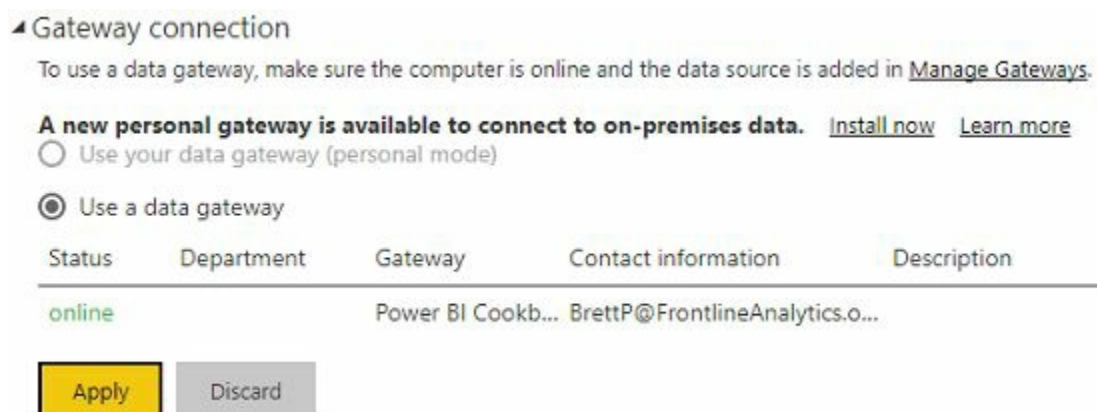 Gateway connection
To use a data gateway, make sure the computer is online and the data source is added in Manage Gateways.
A new personal gateway is available to connect to on-premises data. Install now Learn more
Use your data gateway (personal mode)
Use a data gateway
Status Department Gateway Contact information Description
online Power BI Cookb... BrettP@FrontlineAnalytics.o...
Apply Discard